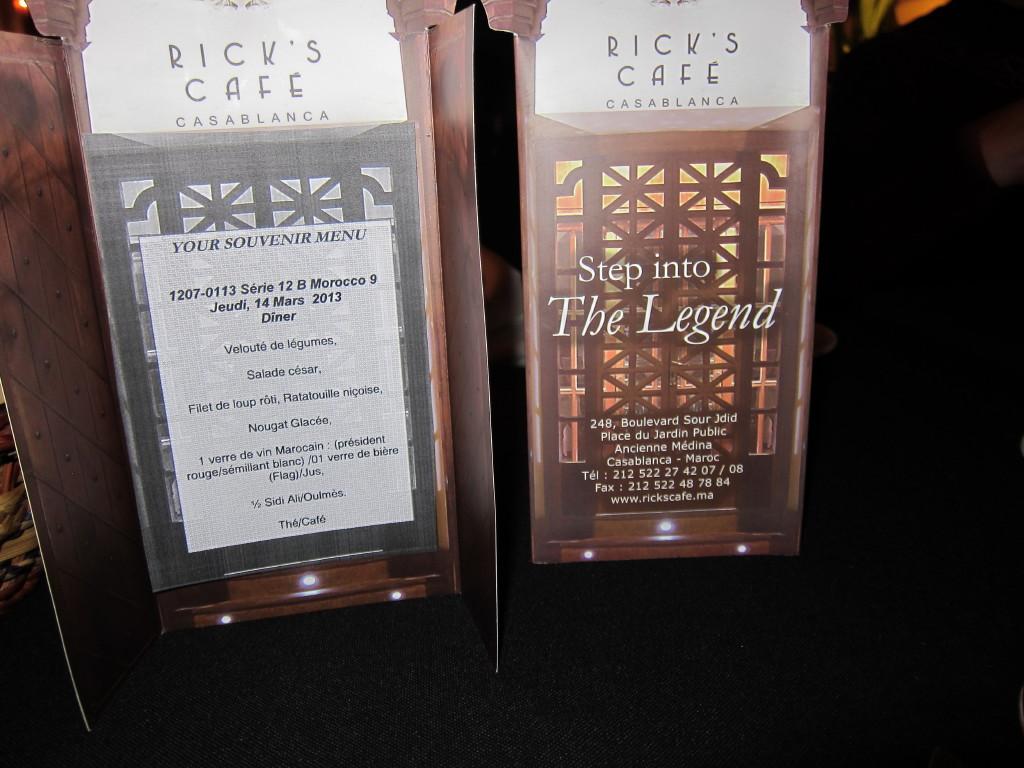 RICK'S
CAFÉ
CASABLANCA
YOUR SOUVENIR MENU
1207-0113 Série 12 B Morocco 9
Jeudi, 14 Mars 2013
Dîner
Velouté de légumes,
Salade césar,
Filet de loup rôti, Ratatouille niçoise,
Nougat Glacée,
1 verre de vin Marocain : (président
rouge/sémillant blanc) /01 verre de bière
(Flag)/Jus,
½ Sidi Ali/Oulmès.
Thé/Café
RICK'S
CAFÉ
CASABLANCA
Step into
The Legend
248, Boulevard Sour Jdid
Place du Jardin Public
Ancienne Médina
Casablanca - Maroc
Tél : 212 522 27 42 07 / 08
Fax : 212 522 48 78 84
www.rickscafe.ma